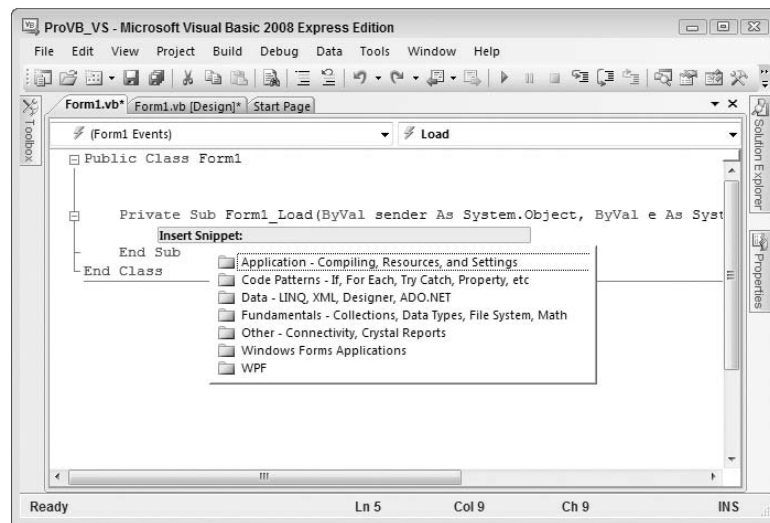 ProVB_VS - Microsoft Visual Basic 2008 Express Edition
File Edit View Project Build Debug Data Tools Window Help
Form1.vb* Form1.vb [Design]* Start Page
Toolbox
Solution Explorer
Properties
(Form1 Events) Load
Public Class Form1
Private Sub Form1_Load(ByVal sender As System.Object, ByVal e As Syst
Insert Snippet:
End Sub
End Class
Application - Compiling, Resources, and Settings
Code Patterns - If, For Each, Try Catch, Property, etc
Data - LINQ, XML, Designer, ADO.NET
Fundamentals - Collections, Data Types, File System, Math
Other - Connectivity, Crystal Reports
Windows Forms Applications
WPF
Ready Ln 5 Col 9 Ch 9 INS